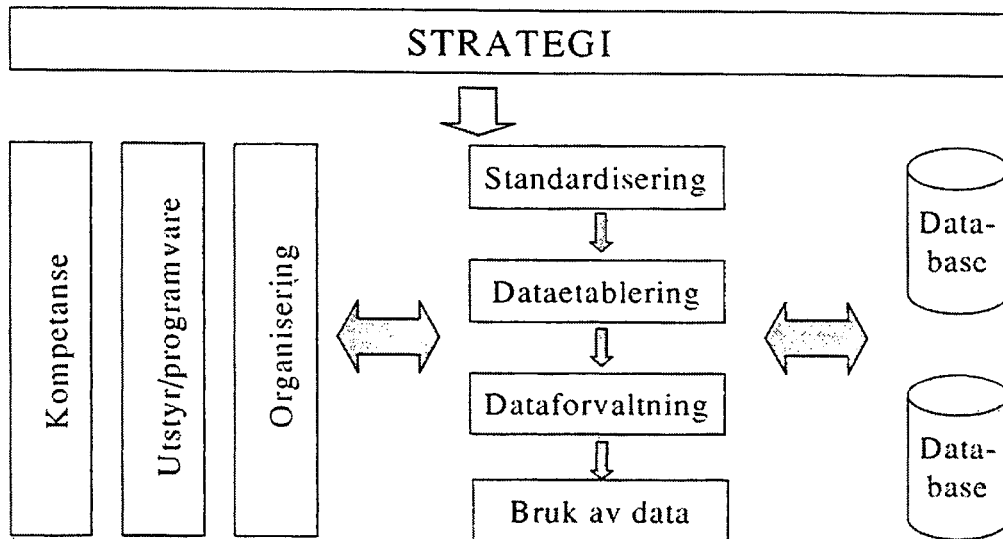 STRATEGI
Kompetanse
Utstyr/programvare
Organisering
Standardisering
Dataetablering
Dataforvaltning
Bruk av data
Data-
base
Data-
base